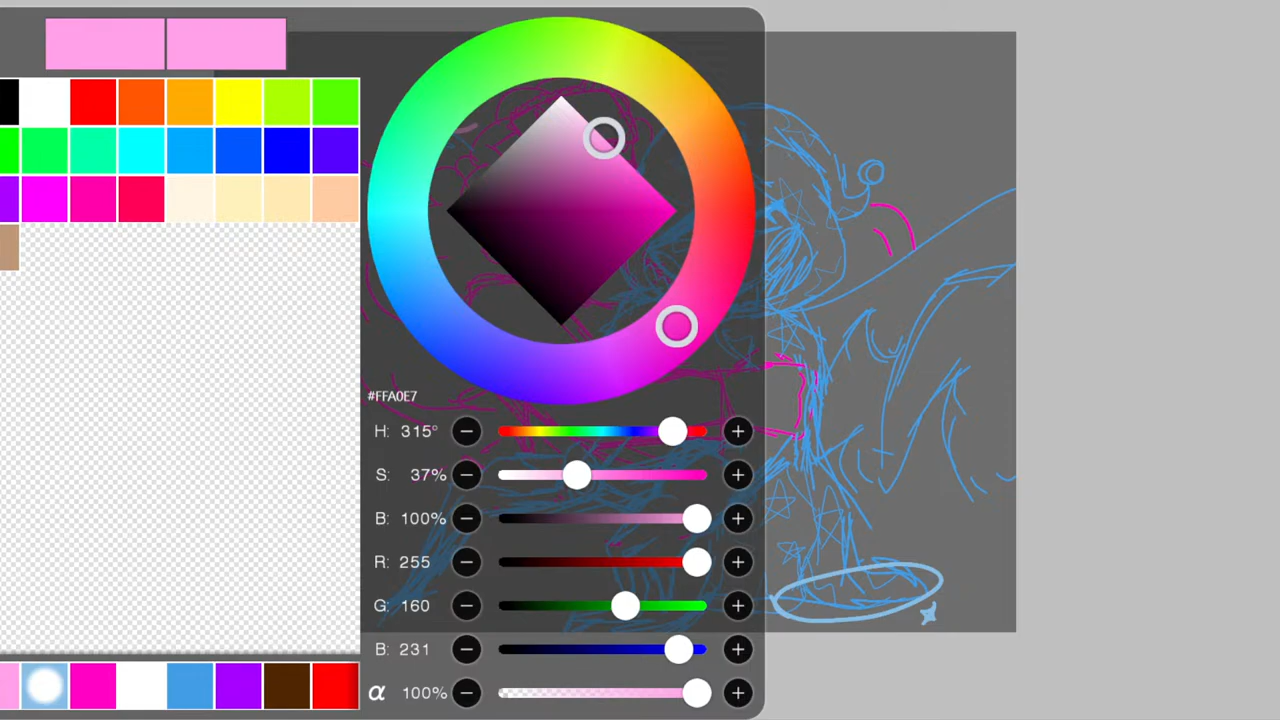 #FFA0E7
H: 315°
S: 37%
B: 100%
R: 255
G: 160
B: 231
α 100%